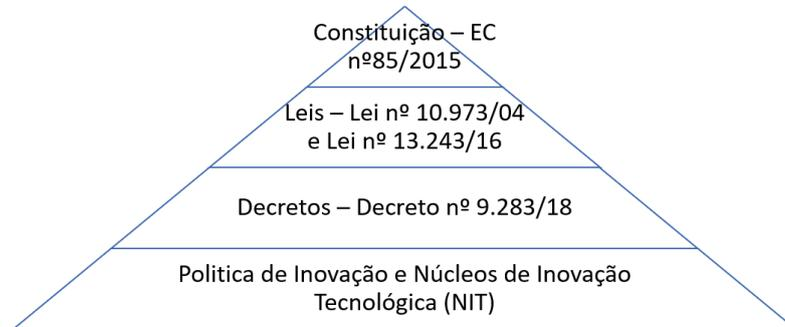 Constituição – EC
nº85/2015
Leis – Lei nº 10.973/04
e Lei nº 13.243/16
Decretos – Decreto nº 9.283/18
Politica de Inovação e Núcleos de Inovação
Tecnológica (NIT)